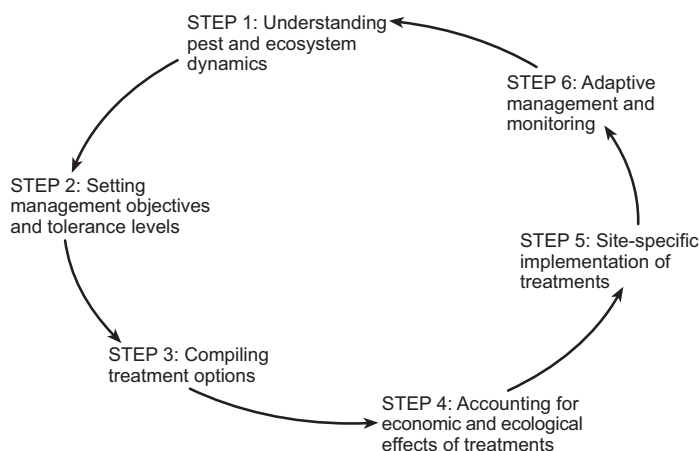 STEP 1: Understanding
pest and ecosystem
dynamics
STEP 2: Setting
management objectives
and tolerance levels
STEP 3: Compiling
treatment options
STEP 4: Accounting for
economic and ecological
effects of treatments
STEP 5: Site-specific
implementation of
treatments
STEP 6: Adaptive
management and
monitoring